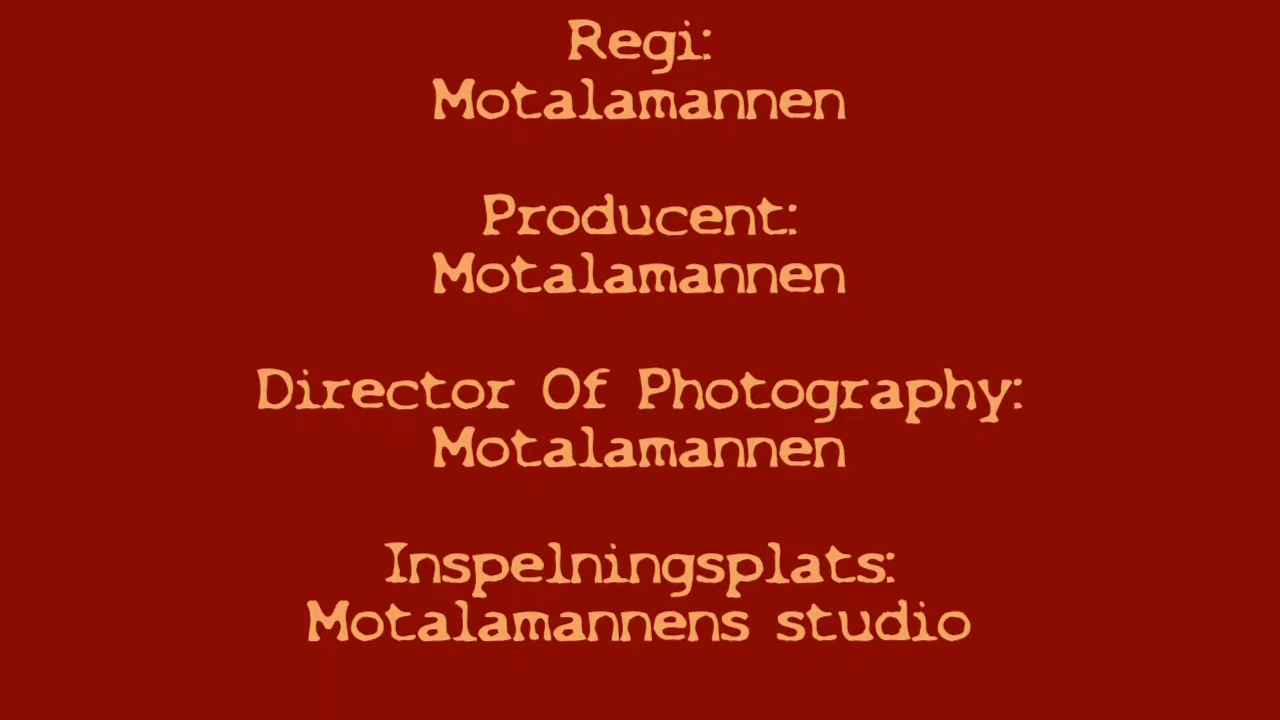 Regi:
Motalamannen
Producent:
Motalamannen
Director Of Photography:
Motalamannen
Inspelningsplats:
Motalamannens studio